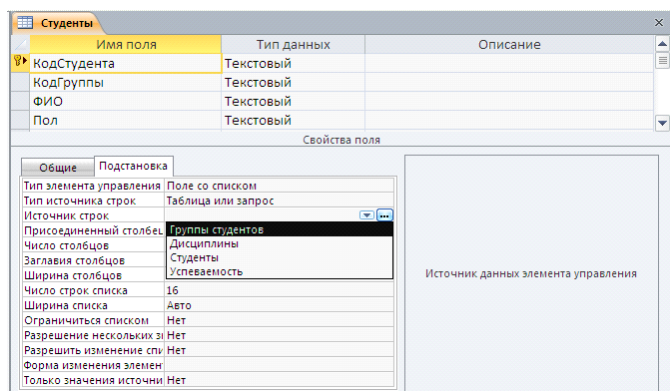 Студенты
Имя поля Тип данных Описание
КодСтудента Текстовый
КодГруппы Текстовый
ФИО Текстовый
Пол Текстовый
Свойства поля
Общие Подстановка
Тип элемента управления Поле со списком
Тип источника строк Таблица или запрос
Источник строк
Присоединенный столбец Группы студентов
Число столбцов Дисциплины
Заглавия столбцов Студенты
Ширина столбцов Успеваемость
Число строк списка 16
Ширина списка Авто
Ограничиться списком Нет
Разрешение нескольких зн Нет
Разрешить изменение спи Нет
Форма изменения элемен
Только значения источни Нет
Источник данных элемента управления